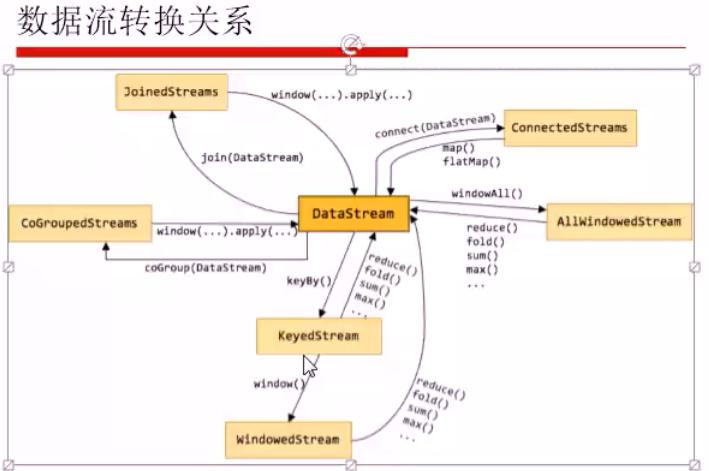 数据流转换关系
JoinedStreams
window(...).apply(...)
connect(DataStream)
ConnectedStreams
map()
flatMap()
join(DataStream)
windowAll()
DataStream
AllWindowedStream
CoGroupedStreams
window(...).apply(...)
reduce()
fold()
sum()
max()
...
coGroup(DataStream)
keyBy()
reduce()
fold()
sum()
max()
...
KeyedStream
window()
reduce()
fold()
sum()
max()
...
WindowedStream